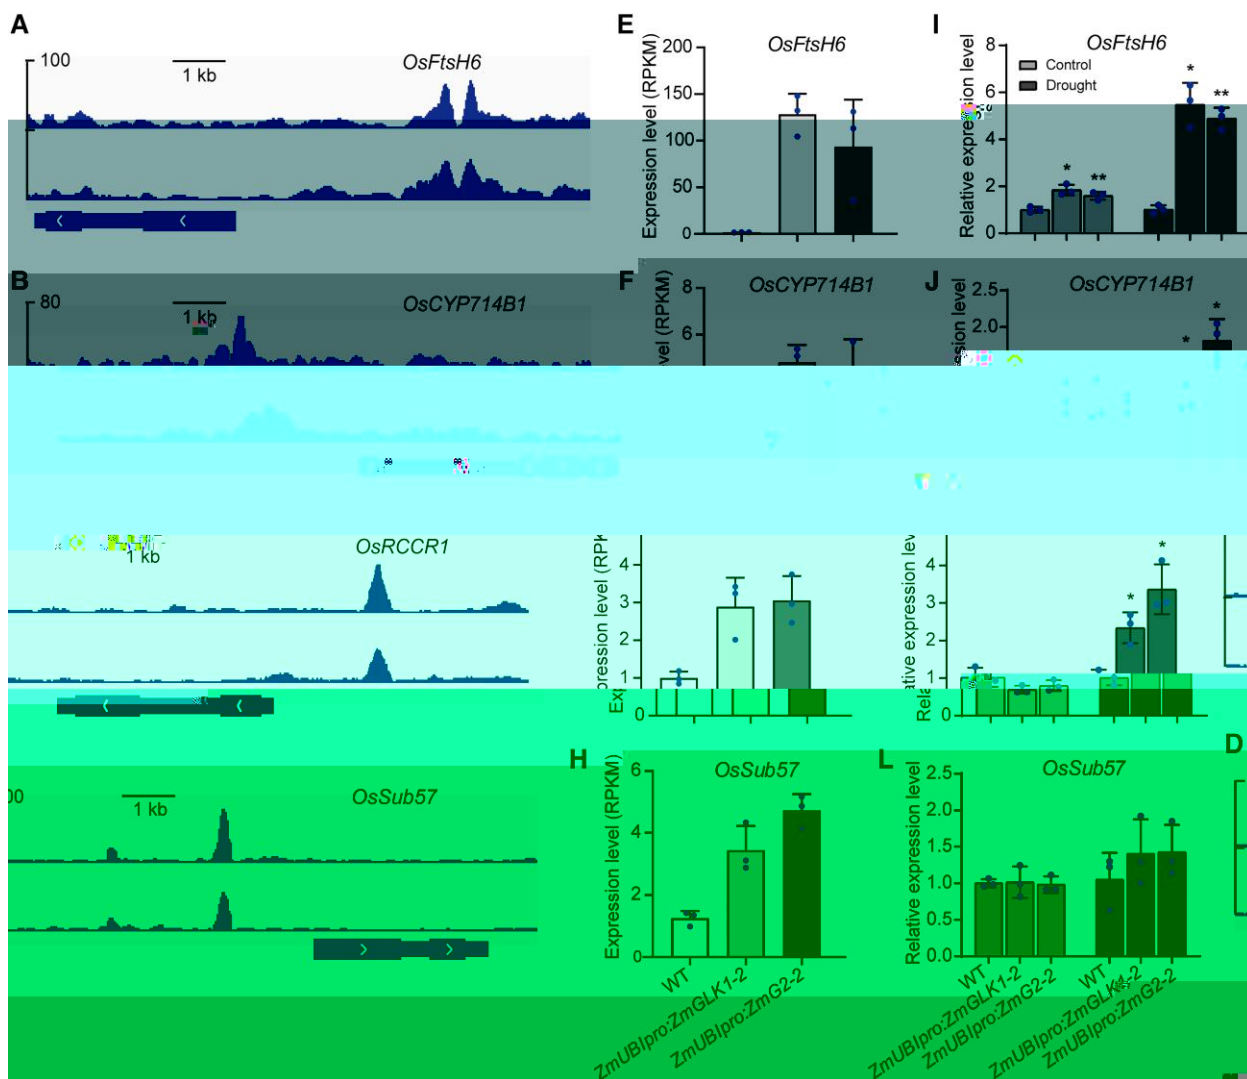 A
100
1 kb
OsFtsH6
E
Expression level (RPKM)
OsFtsH6
200
150
100
50
0
I
Relative expression level
OsFtsH6
8
6
4
2
0
Control
Drought
*
**
*
**
B
80
1 kb
OsCYP714B1
F
(RPKM)
OsCYP714B1
8
6
J
OsCYP714B1
2.5
2.0
*
*
1 kb
OsRCCR1
Expression level
4
3
2
1
0
expression
4
3
2
1
0
*
*
1 kb
OsSub57
H
Expression level (RPKM)
OsSub57
6
4
2
0
WT
ZmUBIpro:ZmGLK1-2
ZmUBIpro:ZmG2-2
L
Relative expression level
OsSub57
2.5
2.0
1.5
1.0
0.5
0.0
WT
ZmUBIpro:ZmGLK1-2
ZmUBIpro:ZmG2-2
WT
ZmUBIpro:ZmGLK1-2
ZmUBIpro:ZmG2-2
D